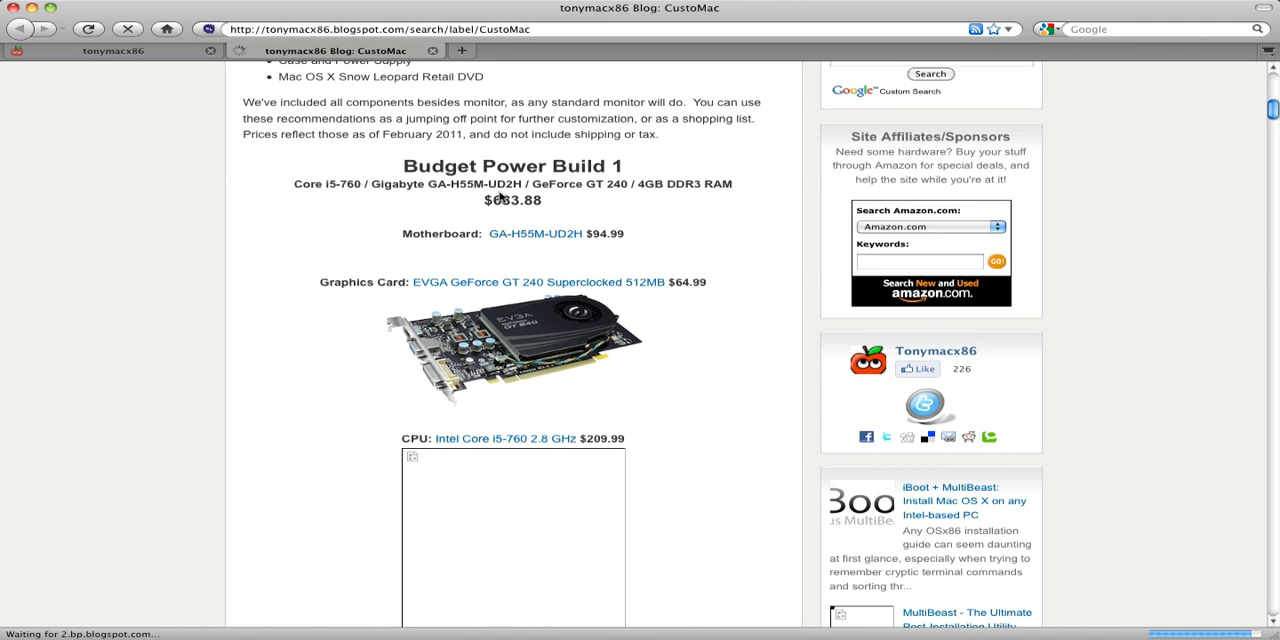 tonymacx86 Blog: CustoMac
http://tonymacx86.blogspot.com/search/label/CustoMac
Google
tonymacx86
tonymacx86 Blog: CustoMac
Case and Power Supply
Mac OS X Snow Leopard Retail DVD
We've included all components besides monitor, as any standard monitor will do. You can use
these recommendations as a jumping off point for further customization, or as a shopping list.
Prices reflect those as of February 2011, and do not include shipping or tax.
Budget Power Build 1
Core i5-760 / Gigabyte GA-H55M-UD2H / GeForce GT 240 / 4GB DDR3 RAM
Motherboard: GA-H55M-UD2H $94.99
Graphics Card: EVGA GeForce GT 240 Superclocked 512MB $64.99
EVGA
CPU: Intel Core i5-760 2.8 GHz $209.99
Search
Google™ Custom Search
Site Affiliates/Sponsors
Need some hardware? Buy your stuff
through Amazon for special deals, and
help the site while you're at it!
Search Amazon.com:
Amazon.com
Keywords:
GO!
Search New and Used
amazon.com.
Tonymacx86
Like 226
iBoot + MultiBeast:
Install Mac OS X on any
Intel-based PC
Any OSx86 installation
guide can seem daunting
at first glance, especially when trying to
remember cryptic terminal commands
and sorting thr...
MultiBeast - The Ultimate
Post-Installation Utility
Waiting for 2.bp.blogspot.com...